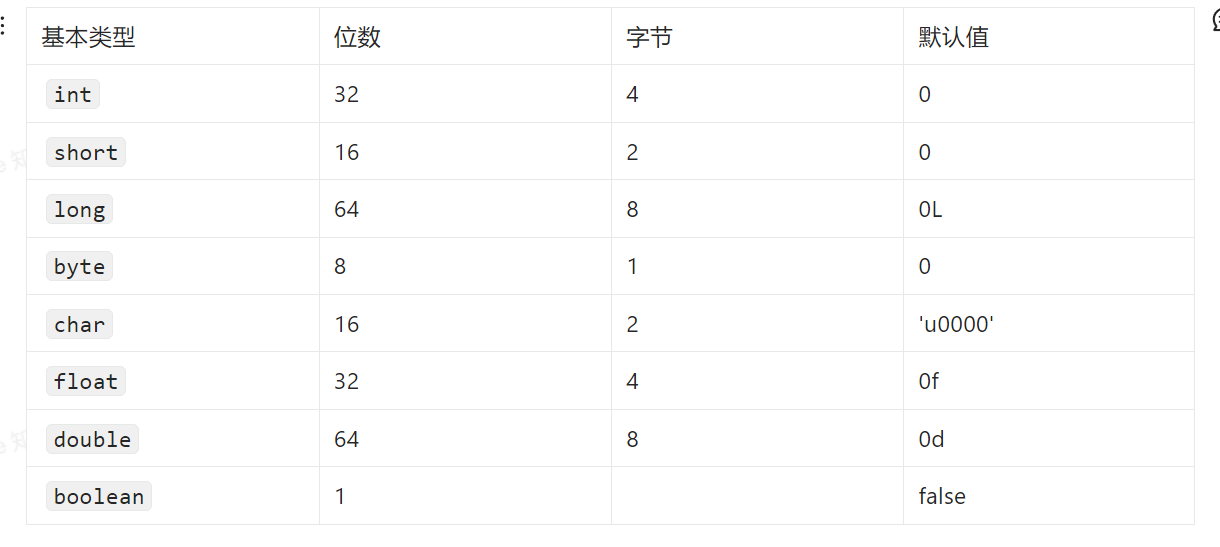 基本类型 位数 字节 默认值
int 32 4 0
short 16 2 0
long 64 8 0L
byte 8 1 0
char 16 2 'u0000'
float 32 4 0f
double 64 8 0d
boolean 1 false